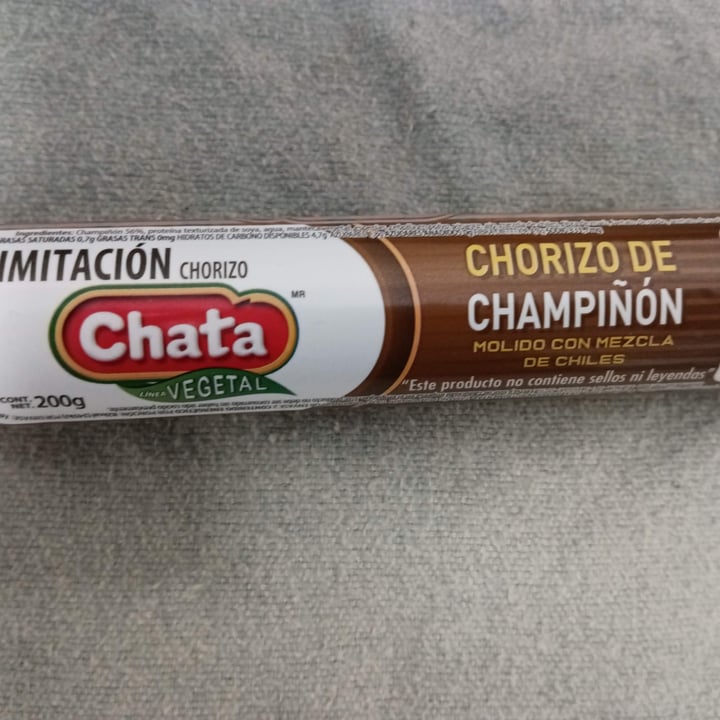 Ingredientes: Champiñón 56%, proteína texturizada de soya, agua,
GRASAS SATURADAS 0,7g GRASAS TRANS 0mg HIDRATOS DE CARBONO DISPONIBLES 4,7g
IMITACIÓN CHORIZO
Chata
MR
LÍNEA VEGETAL
CONT.
NET. 200g
CHORIZO DE
CHAMPIÑÓN
MOLIDO CON MEZCLA
DE CHILES
"Este producto no contiene sellos ni leyendas"